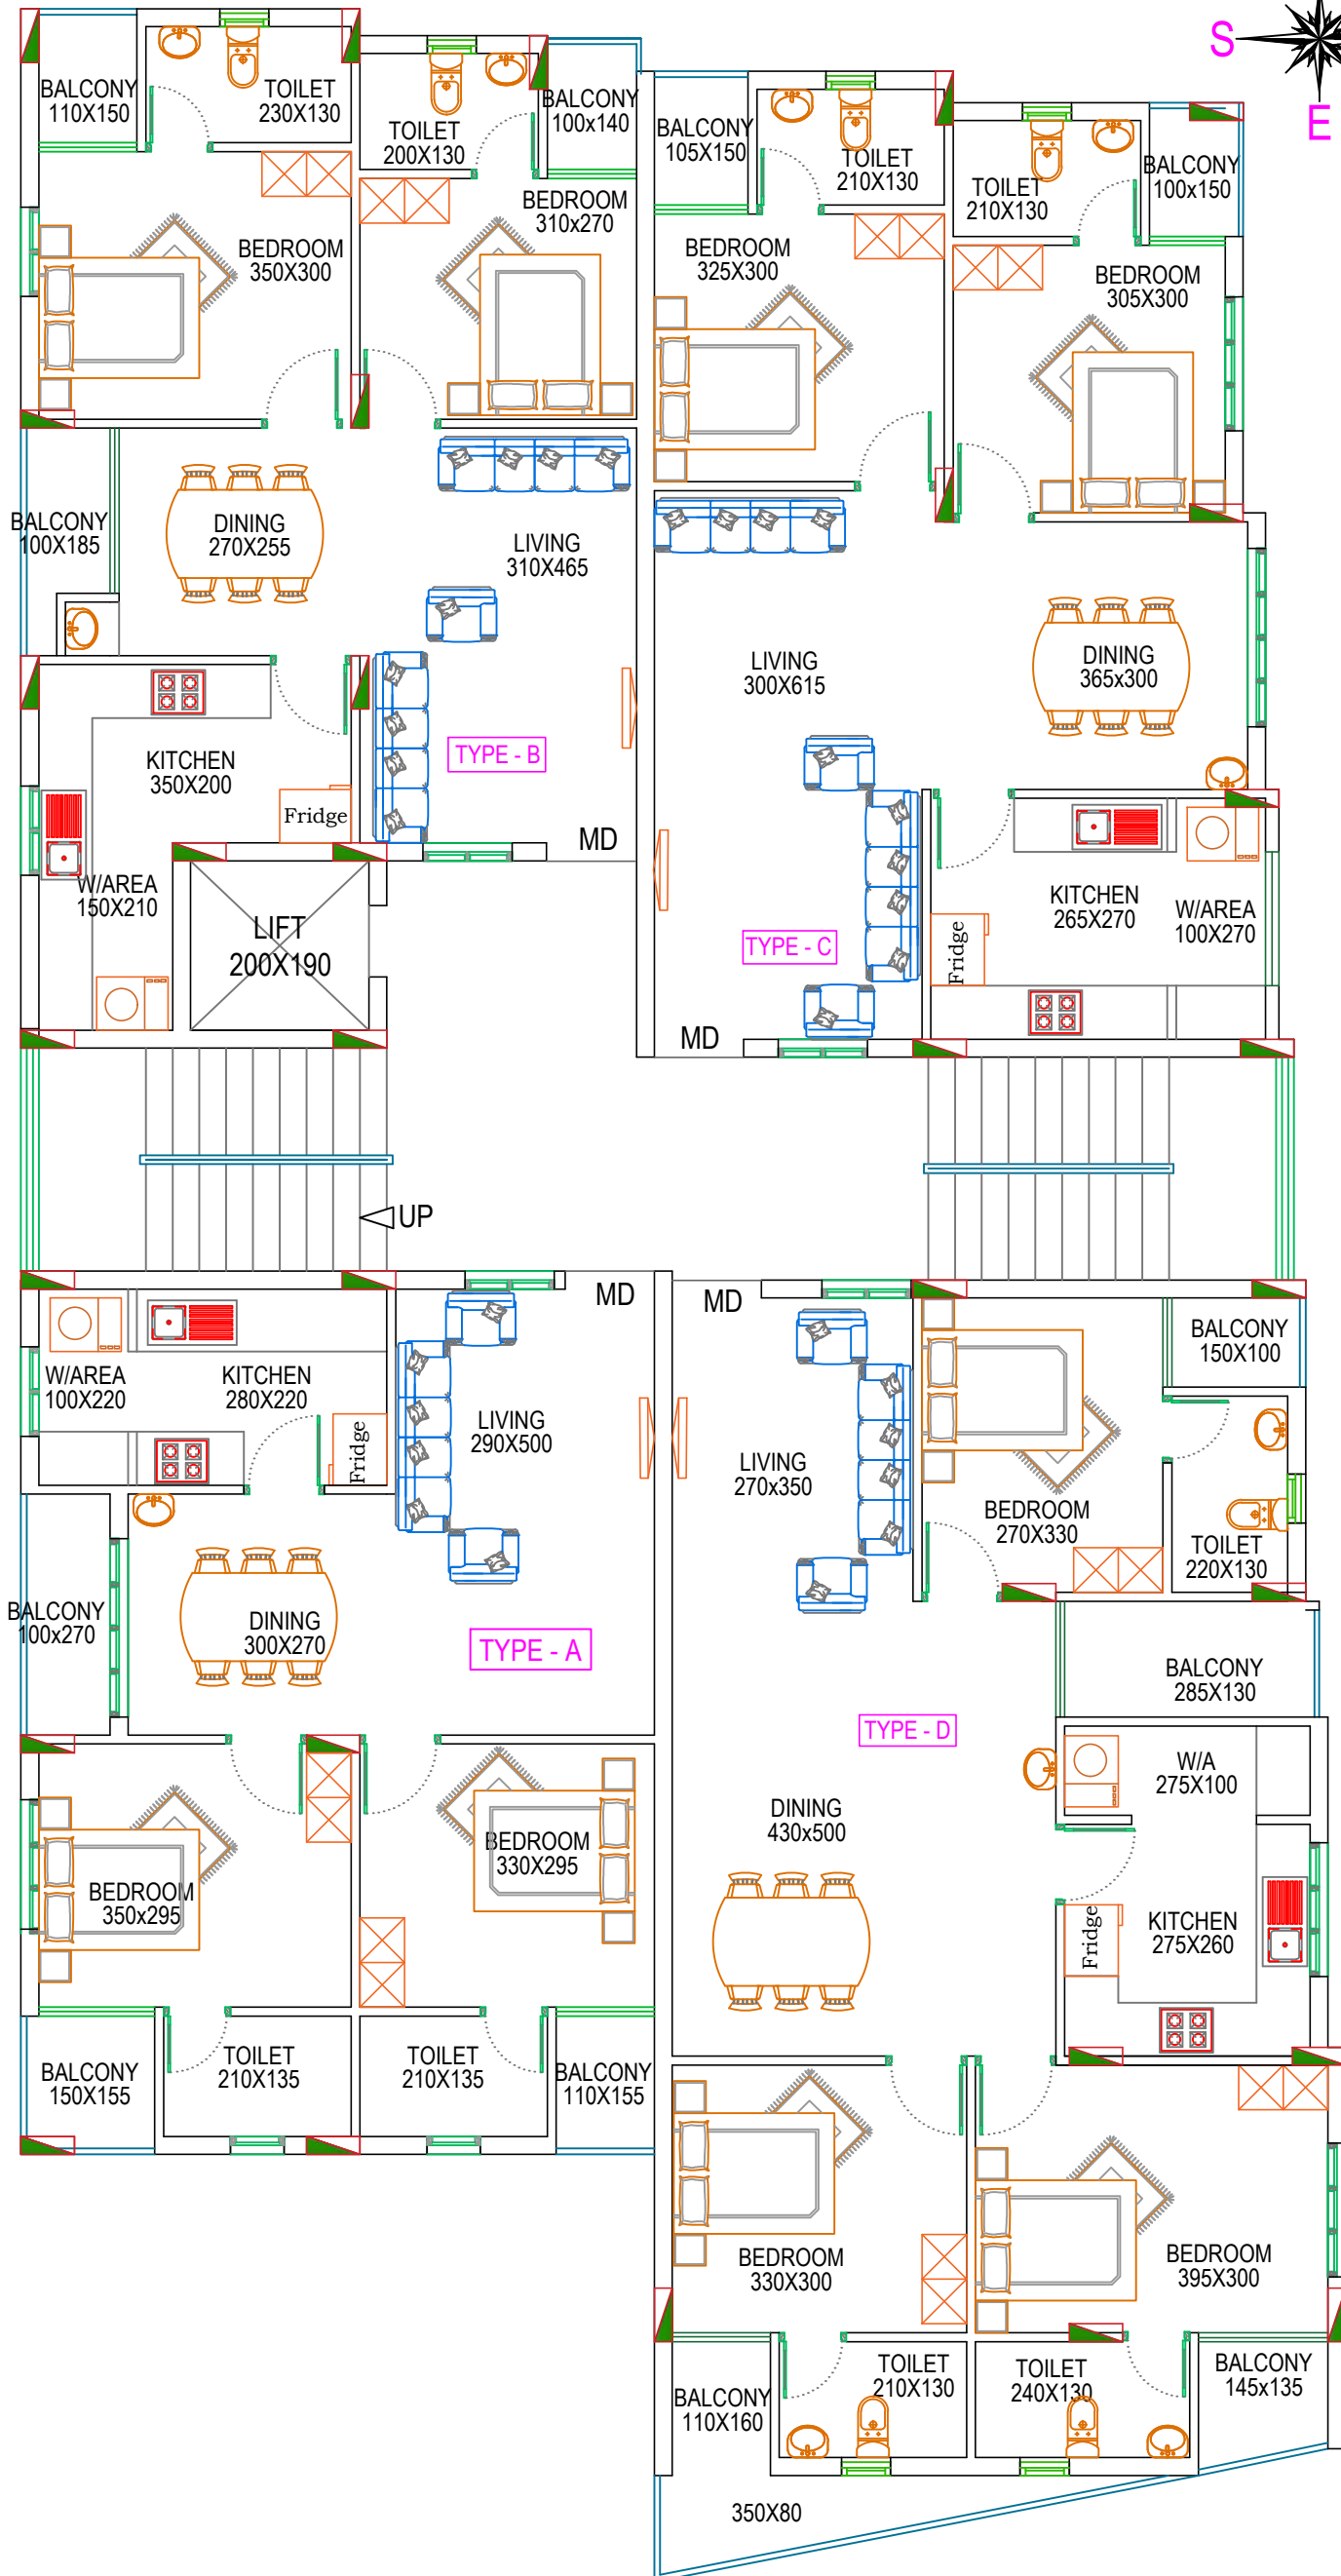 S
E
BALCONY
110X150
TOILET
230X130
TOILET
200X130
BALCONY
100x140
BALCONY
105X150
TOILET
210X130
TOILET
210X130
BALCONY
100x150
BEDROOM
350X300
BEDROOM
310x270
BEDROOM
325X300
BEDROOM
305X300
BALCONY
100X185
DINING
270X255
LIVING
310X465
LIVING
300X615
DINING
365x300
KITCHEN
350X200
TYPE - B
Fridge
MD
W/AREA
150X210
LIFT
200X190
TYPE - C
Fridge
KITCHEN
265X270
W/AREA
100X270
MD
UP
MD
MD
W/AREA
100X220
KITCHEN
280X220
Fridge
LIVING
290X500
LIVING
270x350
BALCONY
150X100
BEDROOM
270X330
TOILET
220X130
BALCONY
100x270
DINING
300X270
TYPE - A
BALCONY
285X130
TYPE - D
W/A
275X100
DINING
430x500
BEDROOM
350x295
BEDROOM
330X295
Fridge
KITCHEN
275X260
BALCONY
150X155
TOILET
210X135
TOILET
210X135
BALCONY
110X155
BEDROOM
330X300
BEDROOM
395X300
BALCONY
110X160
TOILET
210X130
TOILET
240X130
BALCONY
145x135
350X80